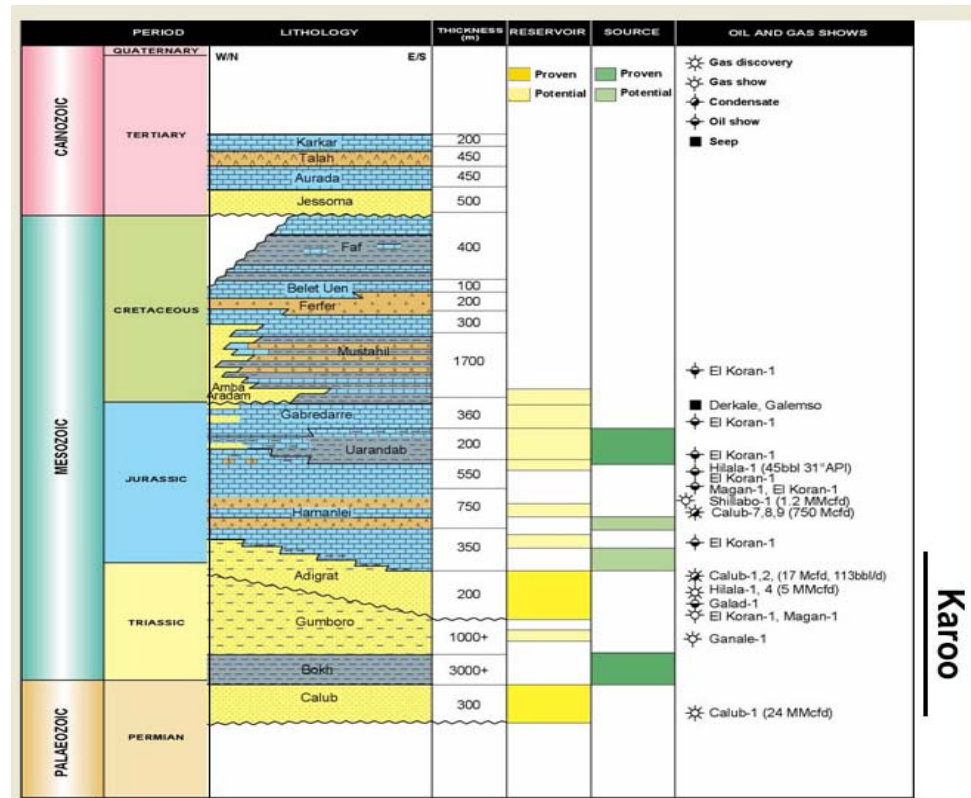 PERIOD LITHOLOGY THICKNESS (m) RESERVOIR SOURCE OIL AND GAS SHOWS
CAINOZOIC
QUATERNARY
TERTIARY
MESOZOIC
CRETACEOUS
JURASSIC
TRIASSIC
PALAEOZOIC
PERMIAN
W/N E/S
Karkar
Talah
Aurada
Jessoma
Faf
Belet Uen
Ferfer
Mustahil
Amba
Aradam
Gabredarre
Uarandab
Hamanlei
Adigrat
Gumboro
Bokh
Calub
200
450
450
500
400
100
200
300
1700
360
200
550
750
350
200
1000+
3000+
300
Proven
Potential
Proven
Potential
Gas discovery
Gas show
Condensate
Oil show
Seep
El Koran-1
Derkale, Galemso
El Koran-1
El Koran-1
Hilala-1 (45bbl 31°API)
El Koran-1
Magan-1, El Koran-1
Shillabo-1 (1.2 MMcfd)
Calub-7,8,9 (750 Mcfd)
El Koran-1
Calub-1,2, (17 Mcfd, 113bbl/d)
Hilala-1, 4 (5 MMcfd)
Galad-1
El Koran-1, Magan-1
Ganale-1
Calub-1 (24 MMcfd)
Karoo